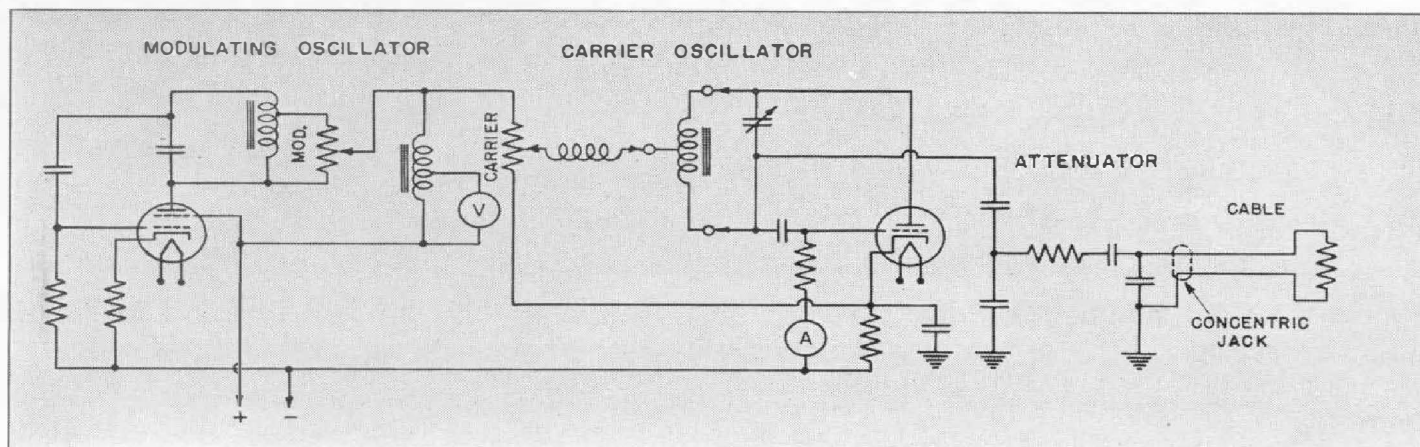 MODULATING OSCILLATOR
CARRIER OSCILLATOR
MOD.
CARRIER
V
ATTENUATOR
CABLE
A
CONCENTRIC
JACK
+
-